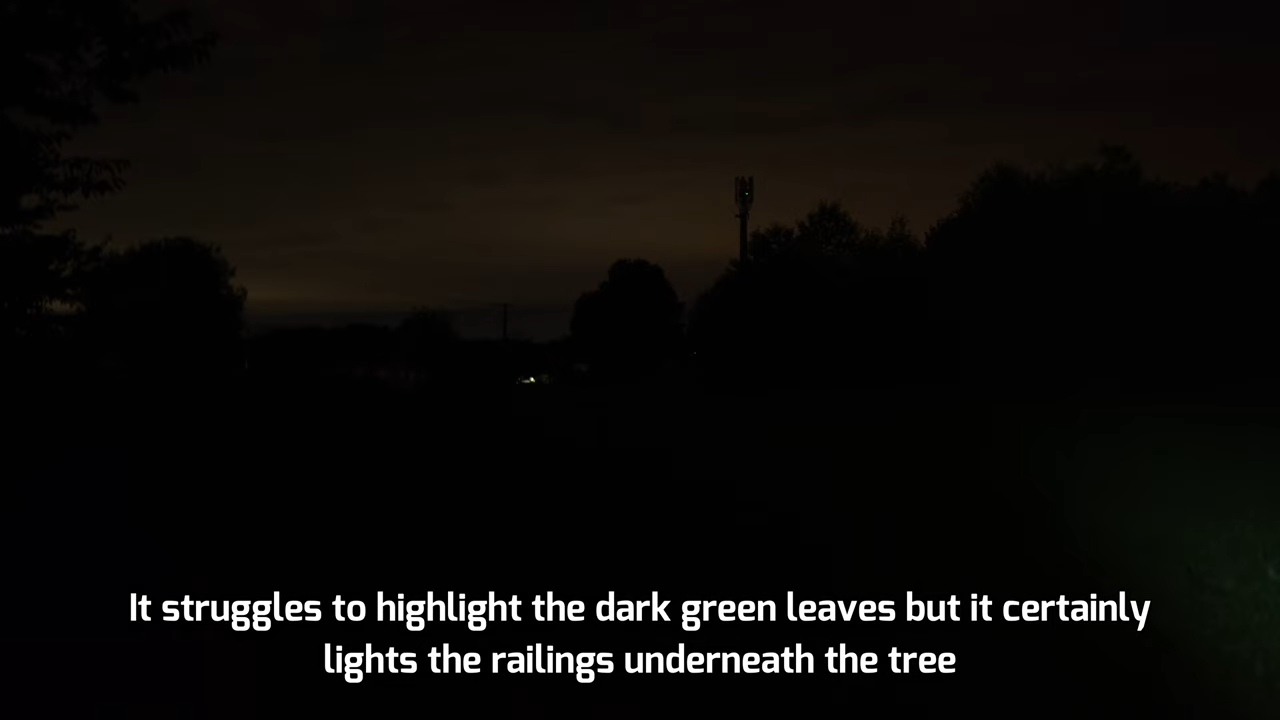 It struggles to highlight the dark green leaves but it certainly
lights the railings underneath the tree